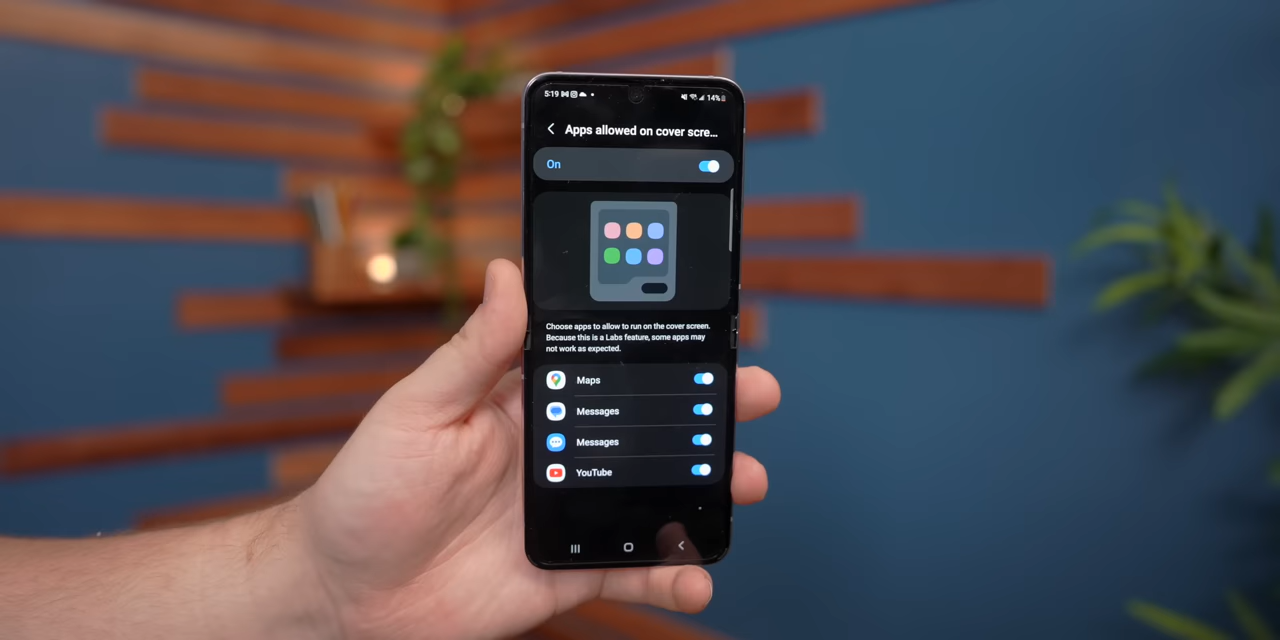 5:19
14%
Apps allowed on cover scre...
On
Choose apps to allow to run on the cover screen.
Because this is a Labs feature, some apps may
not work as expected.
Maps
Messages
Messages
YouTube